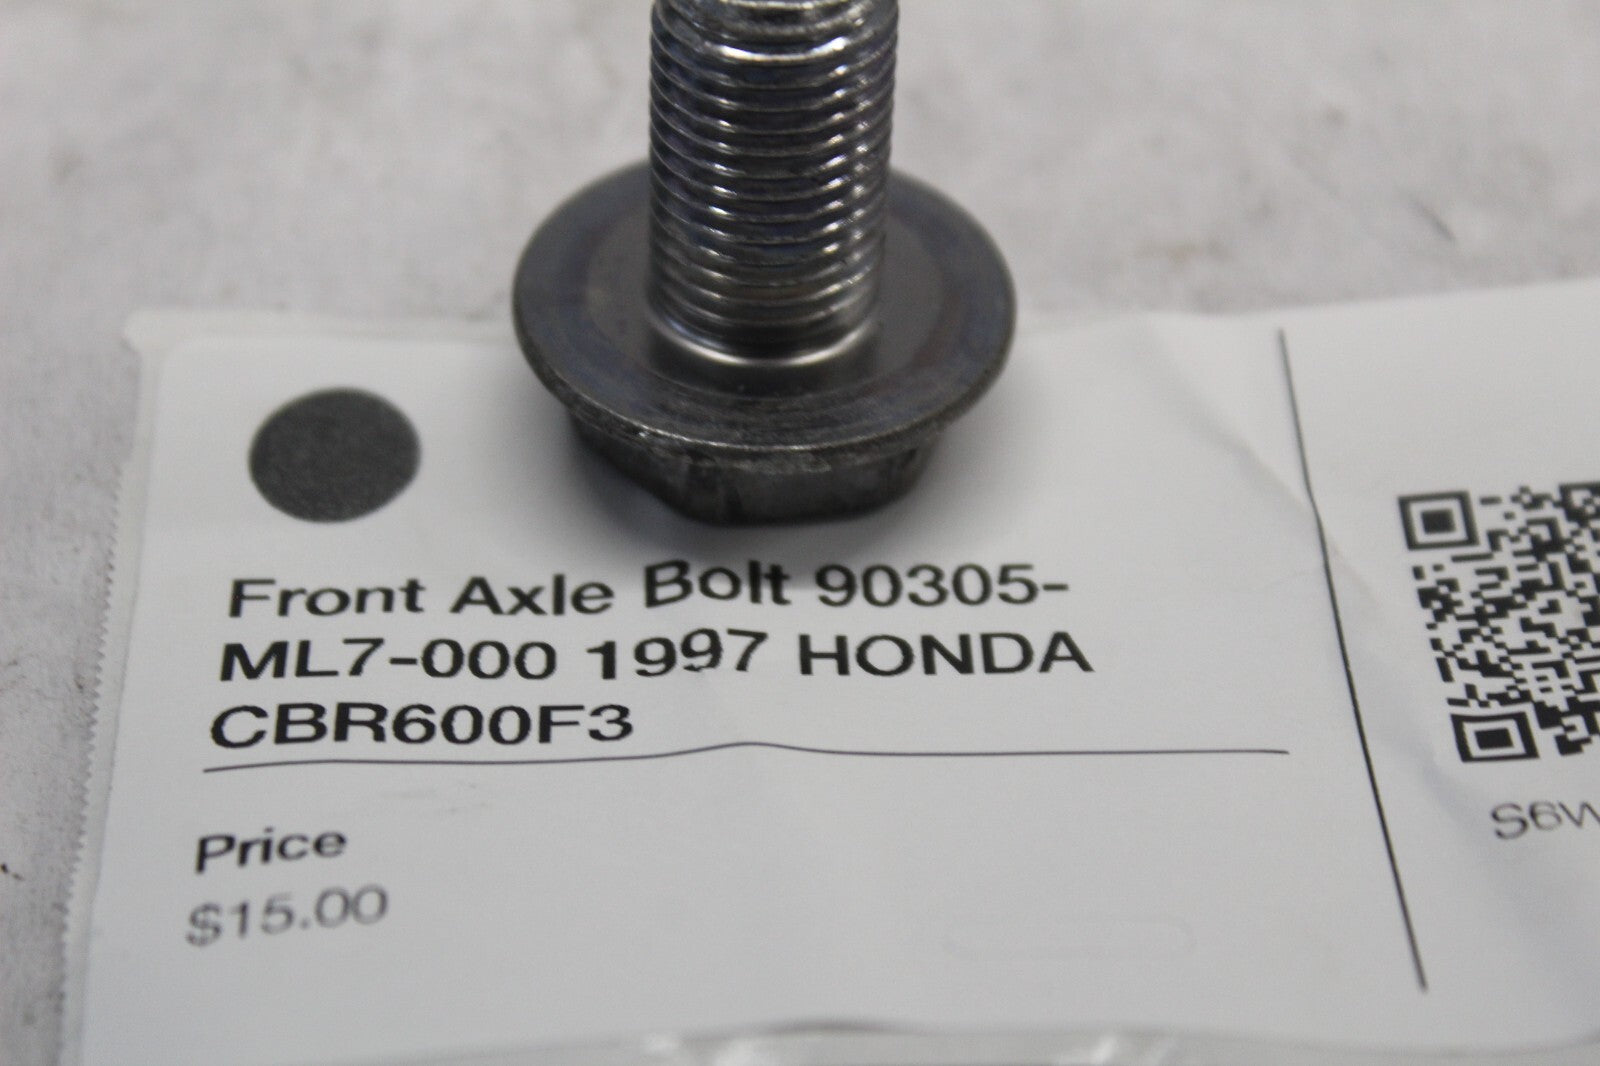 Front Axle Bolt 90305-
ML7-000 1997 HONDA
CBR600F3
Price
$15.00